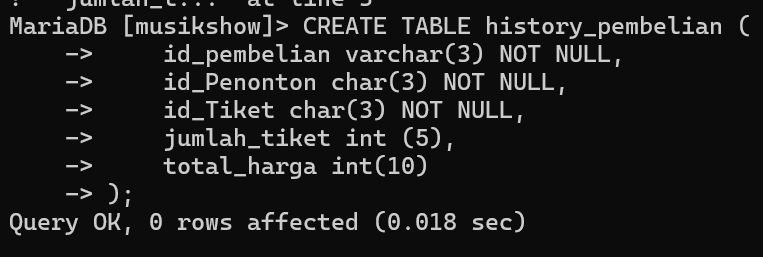 jumlah_t... at line 5
MariaDB [musikshow]> CREATE TABLE history_pembelian (
    ->     id_pembelian varchar(3) NOT NULL,
    ->     id_Penonton char(3) NOT NULL,
    ->     id_Tiket char(3) NOT NULL,
    ->     jumlah_tiket int (5),
    ->     total_harga int(10)
    -> );
Query OK, 0 rows affected (0.018 sec)